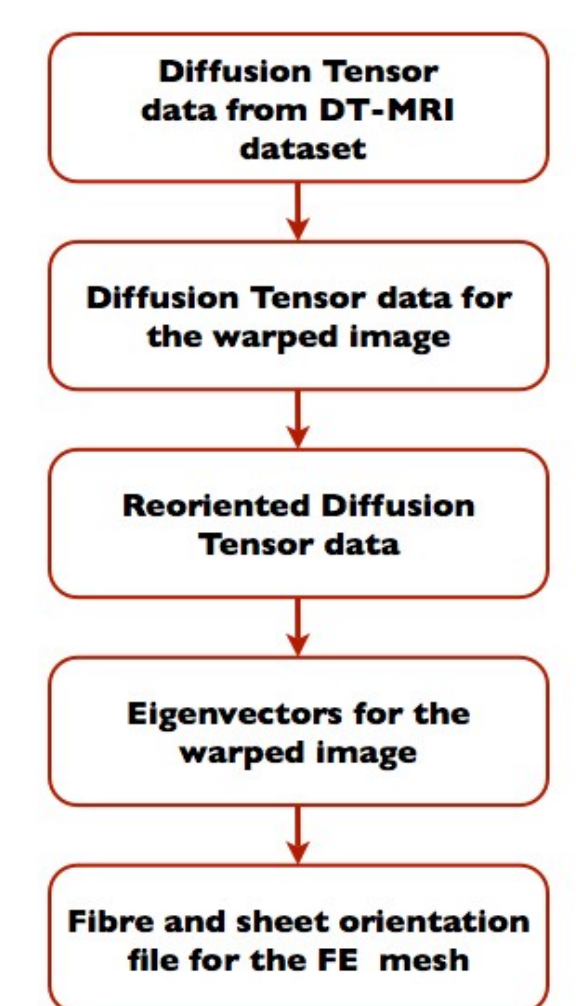 Diffusion Tensor
data from DT-MRI
dataset
Diffusion Tensor data for
the warped image
Reoriented Diffusion
Tensor data
Eigenvectors for the
warped image
Fibre and sheet orientation
file for the FE mesh